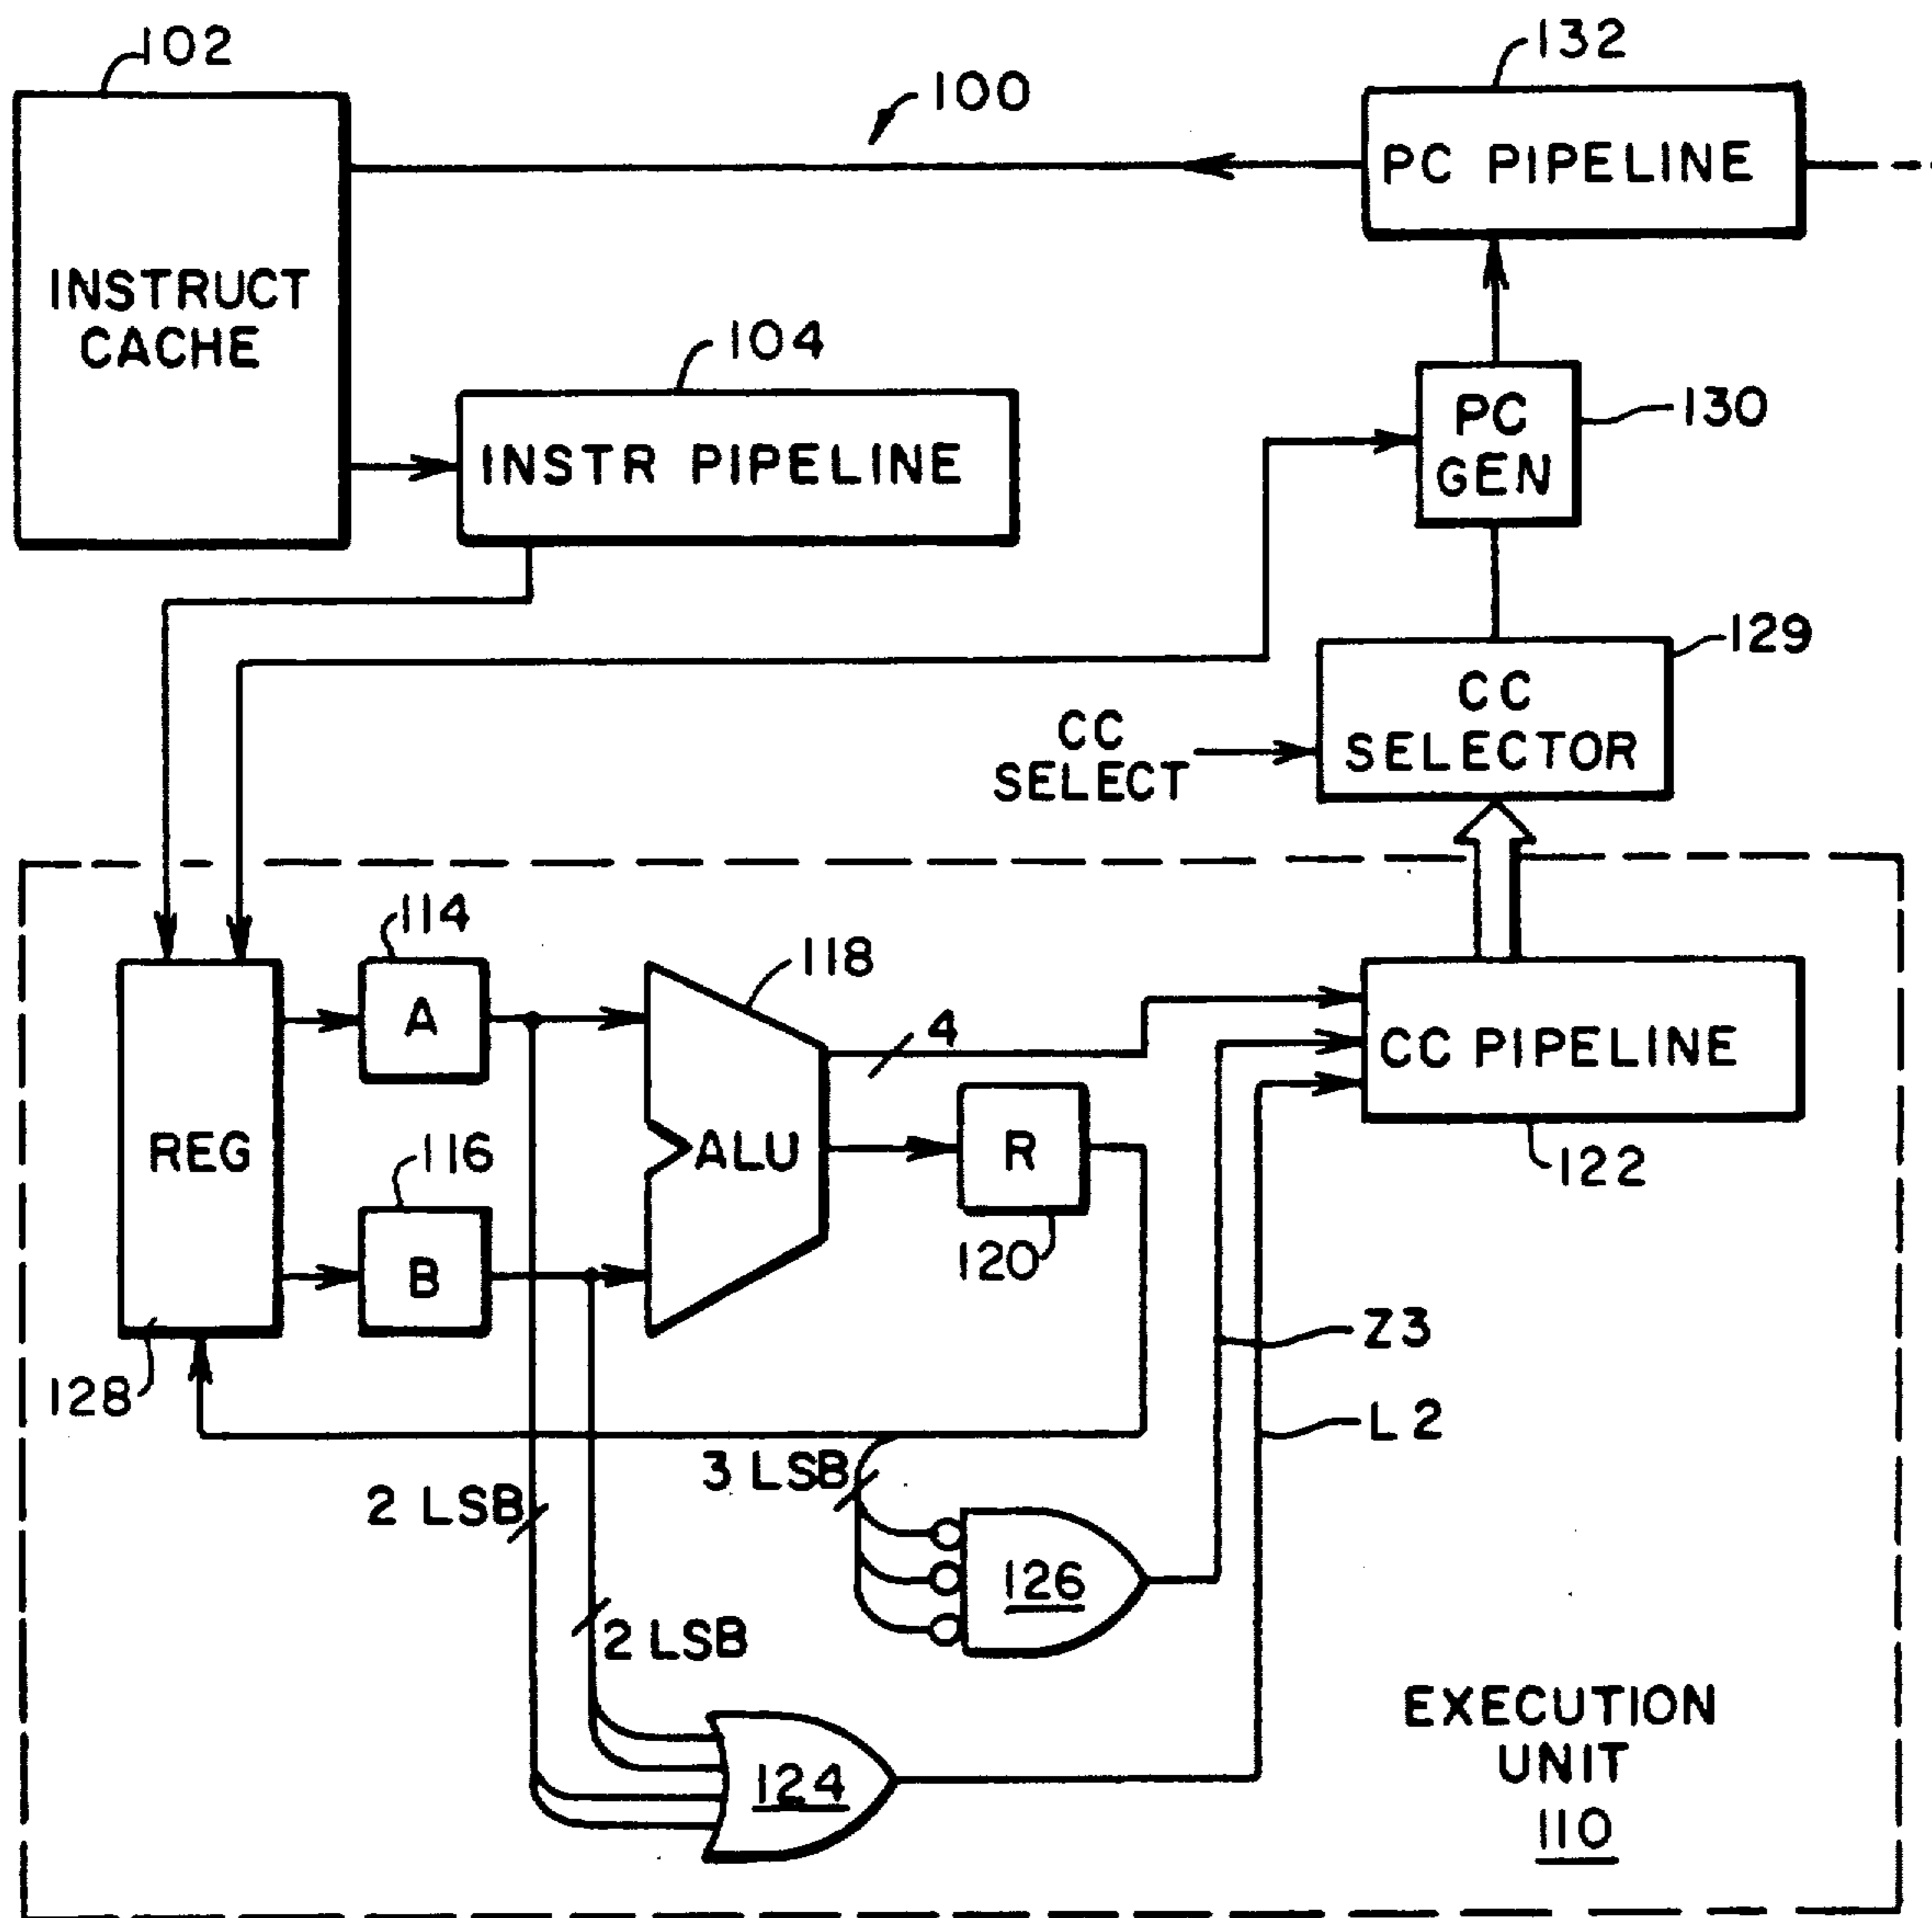 102
100
132
PC PIPELINE
INSTRUCT
CACHE
104
INSTR PIPELINE
PC
GEN
130
129
CC
SELECTOR
CC
SELECT
114
A
118
4
CC PIPELINE
122
REG
116
B
ALU
R
120
128
Z3
L2
3 LSB
2 LSB
126
2 LSB
124
EXECUTION
UNIT
110